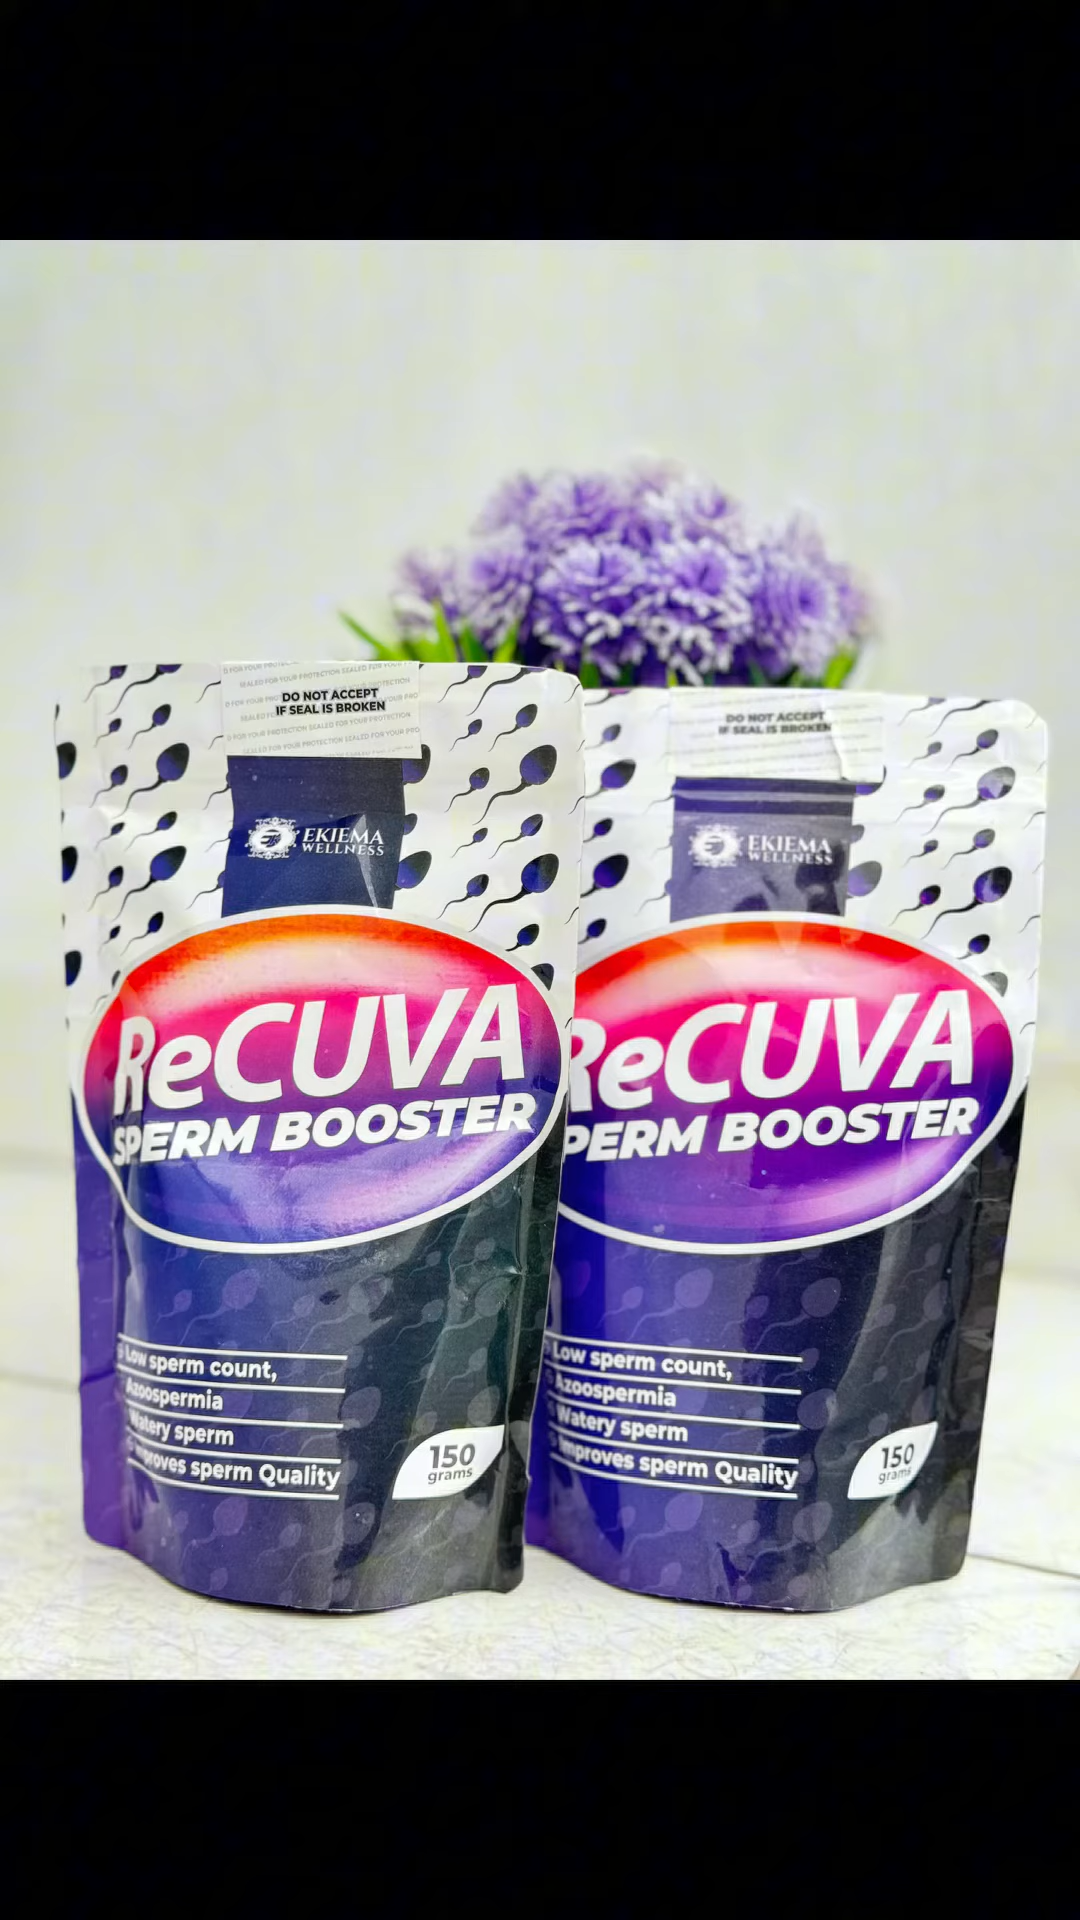 DO NOT ACCEPT
IF SEAL IS BROKEN
EKIEMA
WELLNESS
ReCUVA
SPERM BOOSTER
Low sperm count,
Azoospermia
Watery sperm
Improves sperm Quality
150
grams
DO NOT ACCEPT
IF SEAL IS BROKEN
EKIEMA
WELLNESS
ReCUVA
PERM BOOSTER
Low sperm count,
Azoospermia
Watery sperm
Improves sperm Quality
150
grams